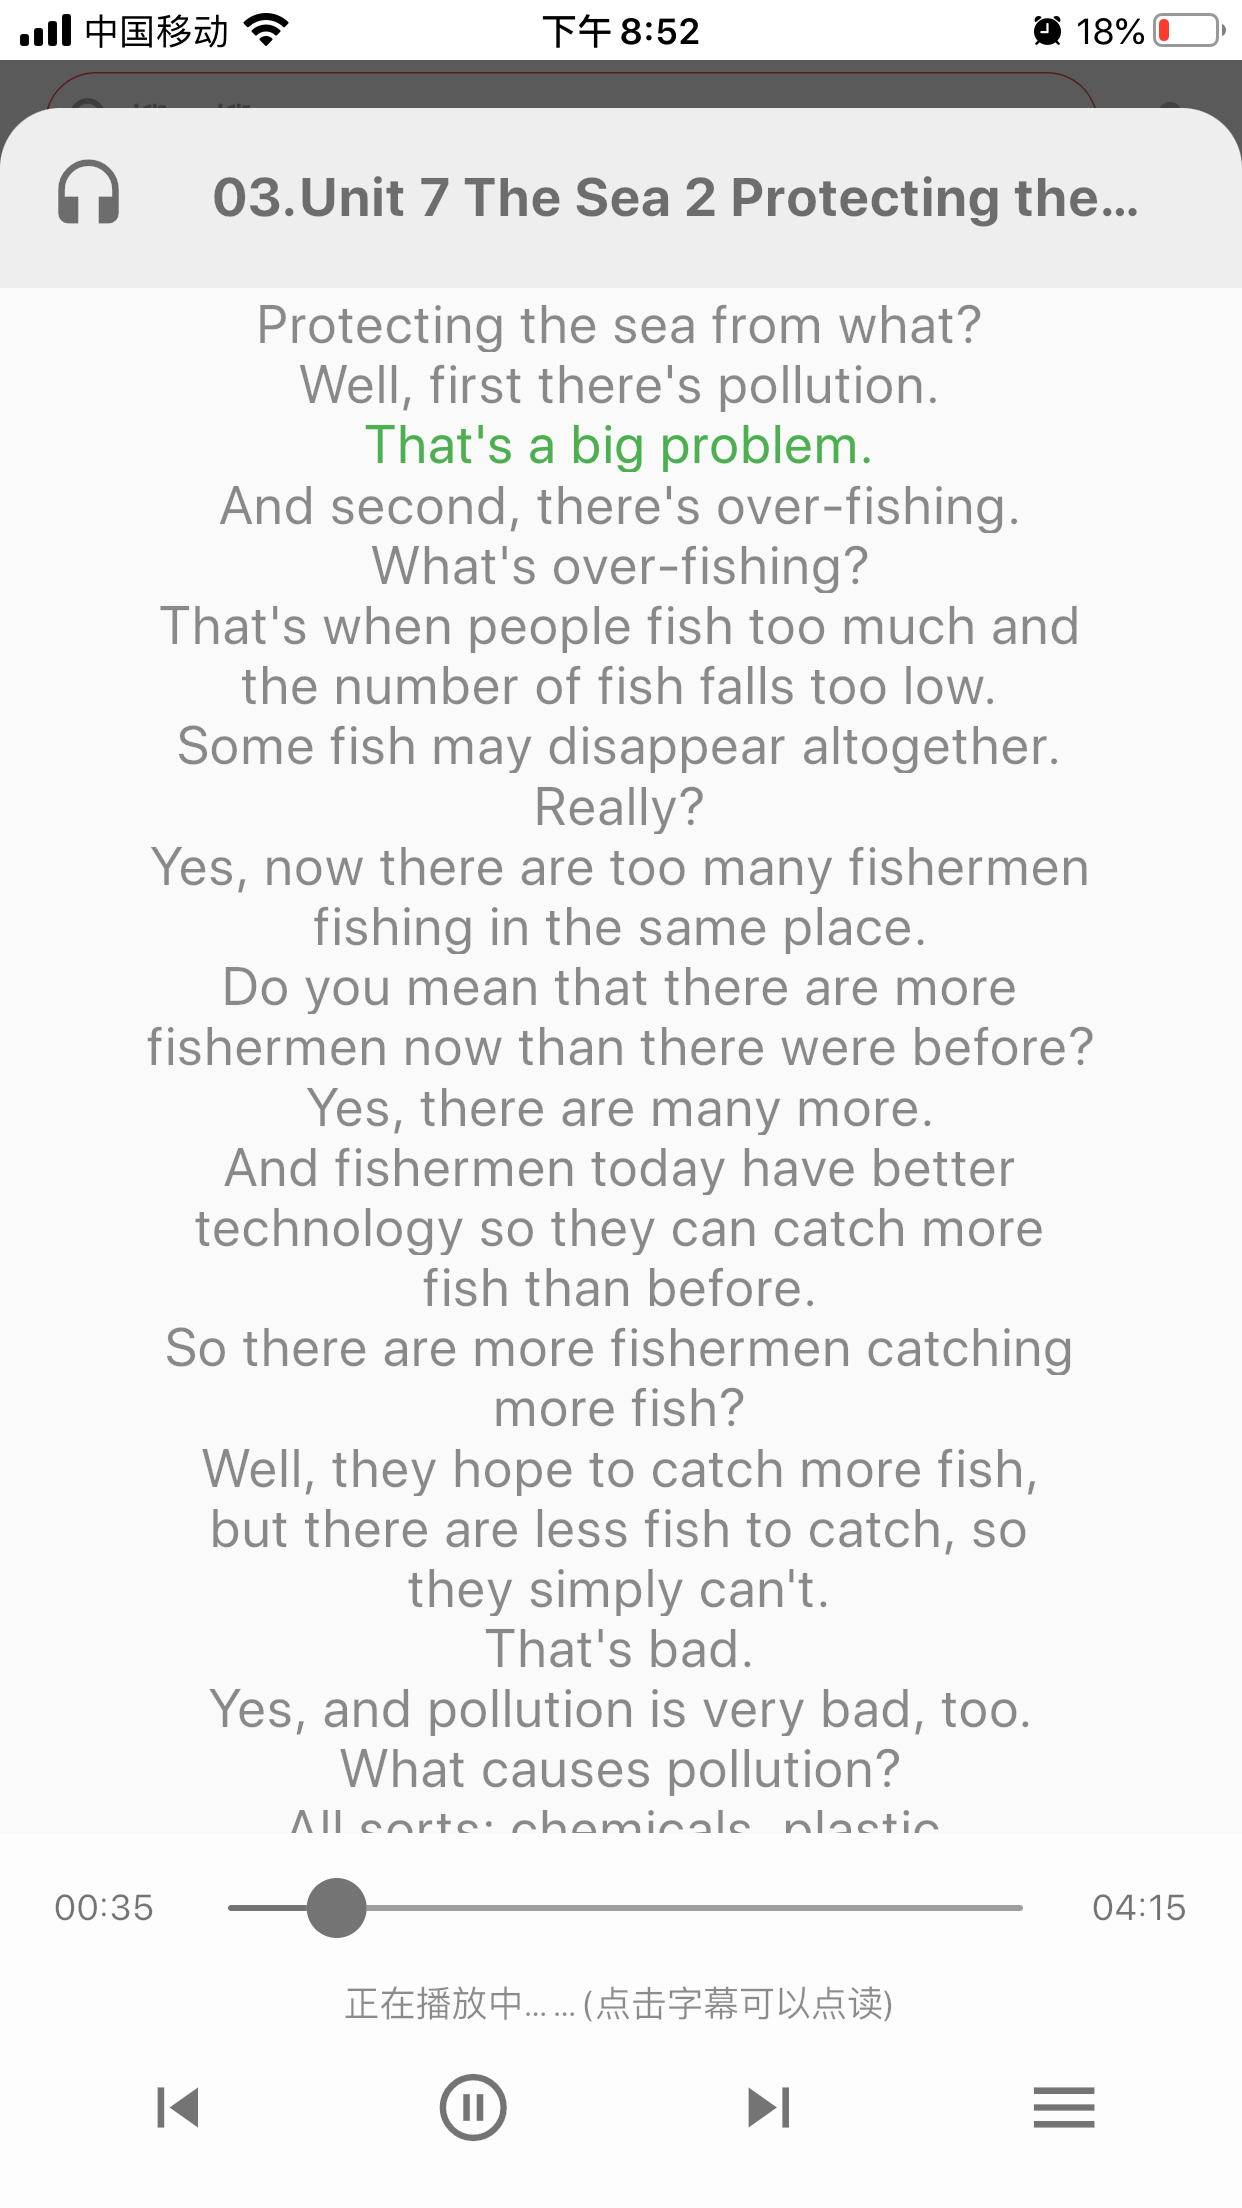 中国移动
下午 8:52
18%
03.Unit 7 The Sea 2 Protecting the...
Protecting the sea from what?
Well, first there's pollution.
That's a big problem.
And second, there's over-fishing.
What's over-fishing?
That's when people fish too much and
the number of fish falls too low.
Some fish may disappear altogether.
Really?
Yes, now there are too many fishermen
fishing in the same place.
Do you mean that there are more
fishermen now than there were before?
Yes, there are many more.
And fishermen today have better
technology so they can catch more
fish than before.
So there are more fishermen catching
more fish?
Well, they hope to catch more fish,
but there are less fish to catch, so
they simply can't.
That's bad.
Yes, and pollution is very bad, too.
What causes pollution?
All sorts: chemicals, plastic
00:35
04:15
正在播放中... ... (点击字幕可以点读)